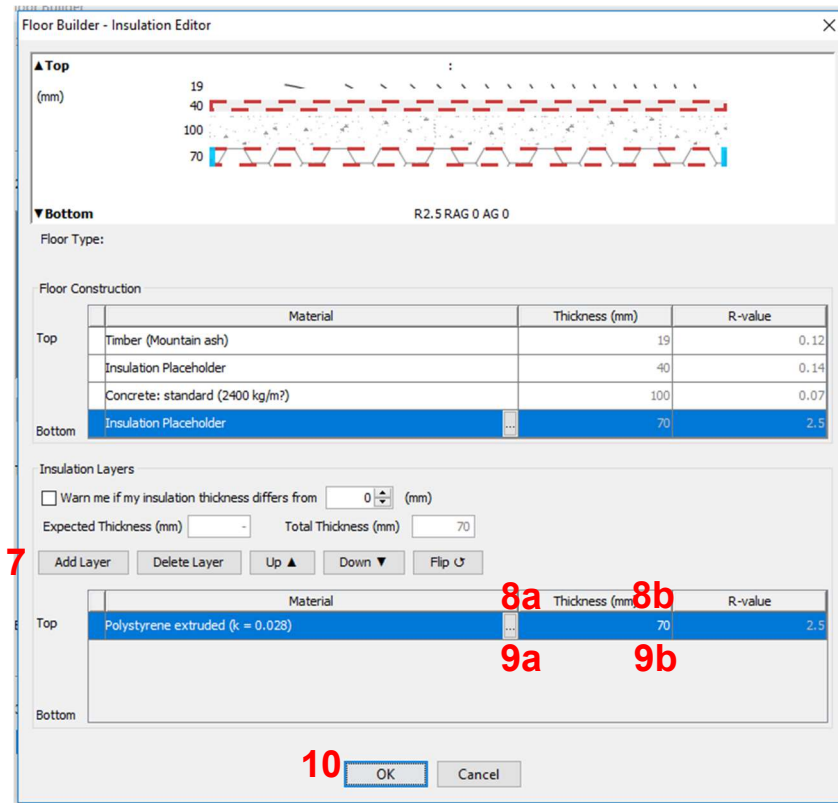 Floor Builder - Insulation Editor
▲Top :
(mm)
19
40
100
70
▼Bottom R2.5 RAG 0 AG 0
Floor Type:
Floor Construction
Material Thickness (mm) R-value
Top Timber (Mountain ash) 19 0.12
Insulation Placeholder 40 0.14
Concrete: standard (2400 kg/m?) 100 0.07
Bottom Insulation Placeholder ... 70 2.5
Insulation Layers
Warn me if my insulation thickness differs from 0 (mm)
Expected Thickness (mm) - Total Thickness (mm) 70
7 Add Layer Delete Layer Up ▲ Down ▼ Flip ↺
Material 8a Thickness (mm) 8b R-value
Top Polystyrene extruded (k = 0.028) ... 70 2.5
9a 9b
Bottom
10 OK Cancel